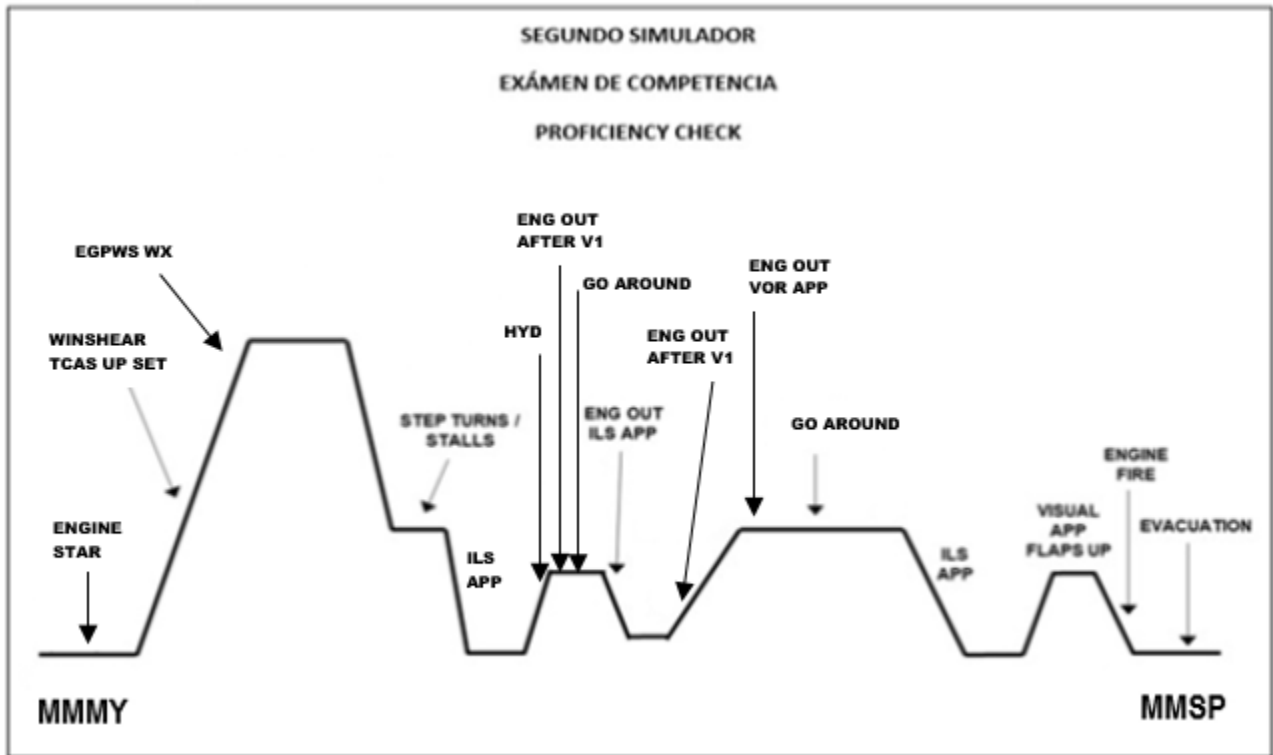 SEGUNDO SIMULADOR
EXÁMEN DE COMPETENCIA
PROFICIENCY CHECK
EGPWS WX
WINSHEAR
TCAS UP SET
ENGINE
STAR
STEP TURNS /
STALLS
ILS
APP
HYD
ENG OUT
AFTER V1
GO AROUND
ENG OUT
ILS APP
ENG OUT
AFTER V1
ENG OUT
VOR APP
GO AROUND
ILS
APP
VISUAL
APP
FLAPS UP
ENGINE
FIRE
EVACUATION
MMMY
MMSP